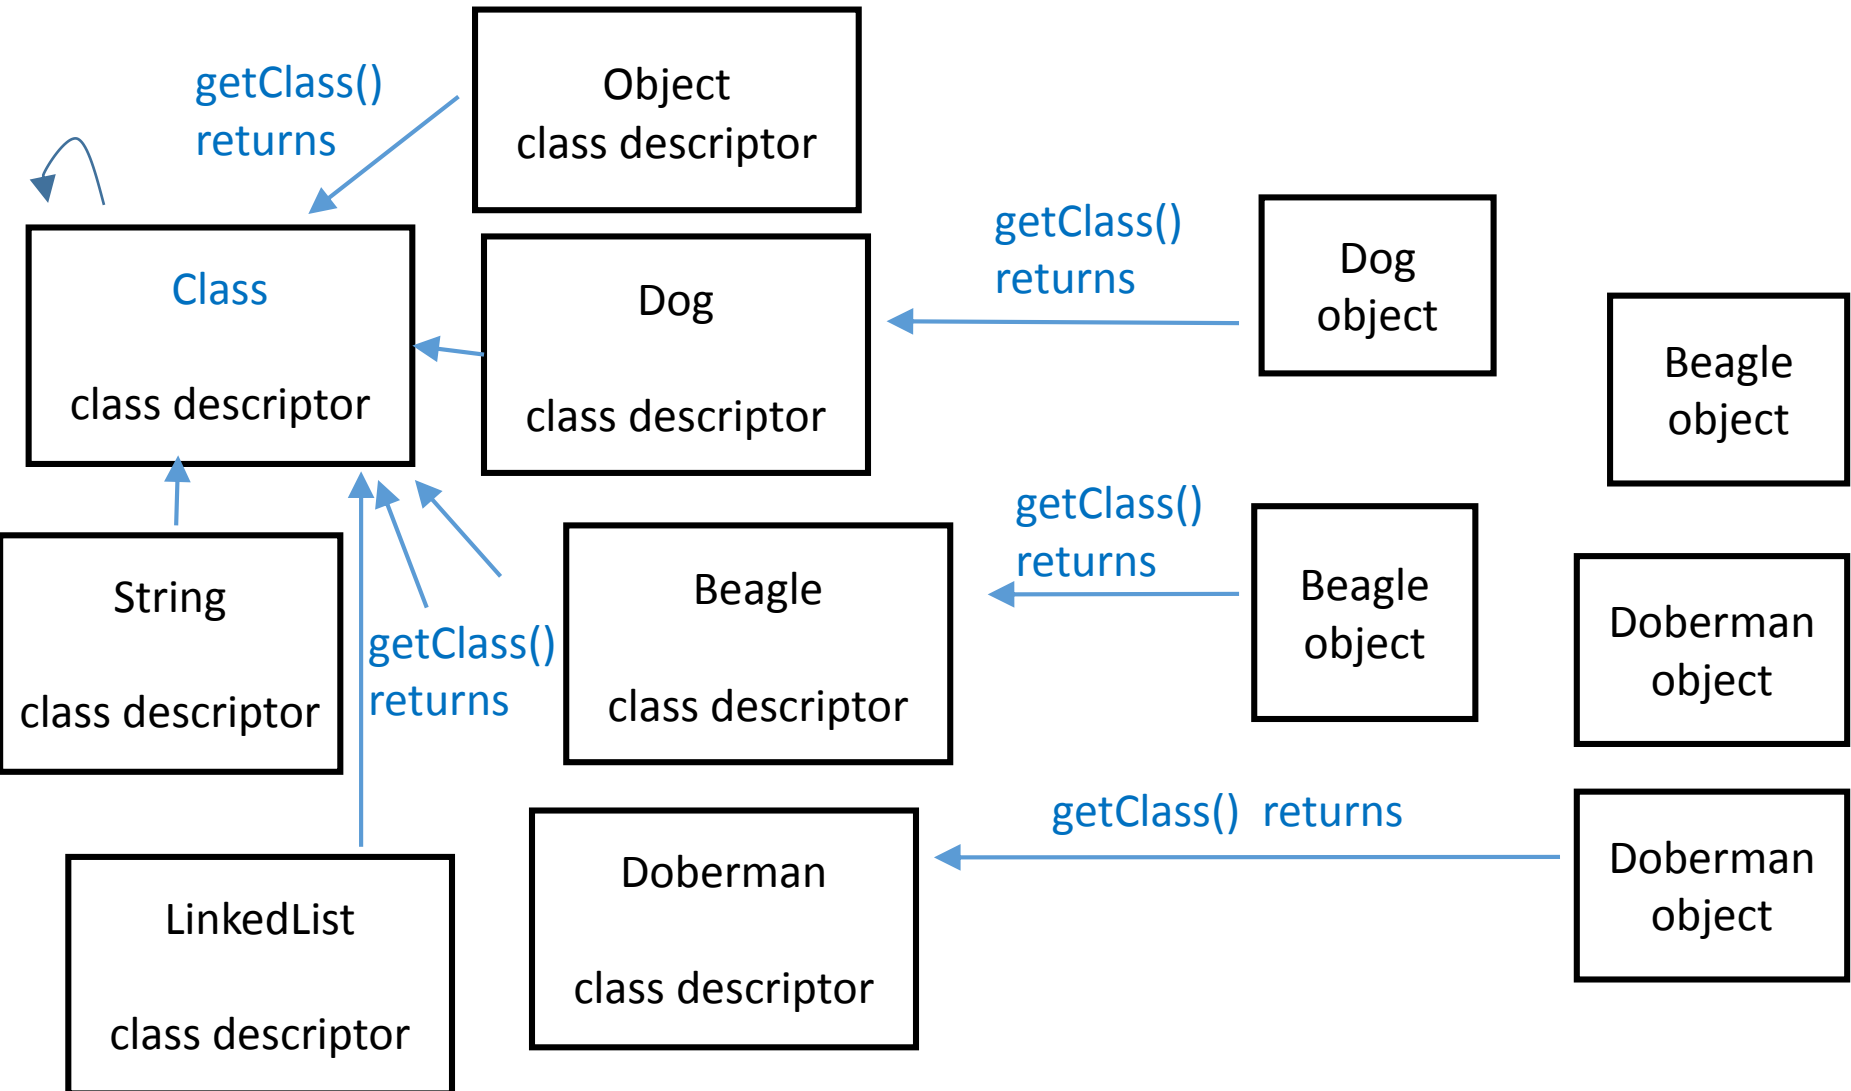 getClass()
returns
Object
class descriptor
Class
class descriptor
Dog
class descriptor
getClass()
returns
Dog
object
Beagle
object
String
class descriptor
getClass()
returns
Beagle
class descriptor
getClass()
returns
Beagle
object
Doberman
object
LinkedList
class descriptor
Doberman
class descriptor
getClass()  returns
Doberman
object